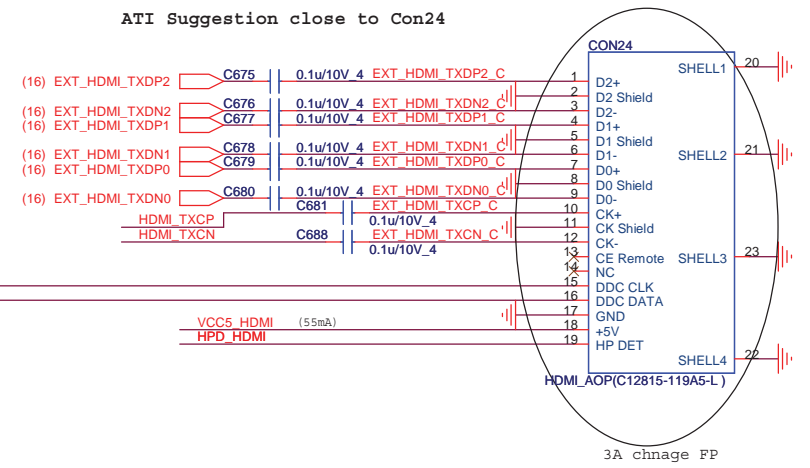 ATI Suggestion close to Con24
CON24
(16) EXT_HDMI_TXDP2 C675 0.1u/10V_4 EXT_HDMI_TXDP2_C 1 D2+ SHELL1 20
2 D2 Shield
(16) EXT_HDMI_TXDN2 C676 0.1u/10V_4 EXT_HDMI_TXDN2_C 3 D2-
(16) EXT_HDMI_TXDP1 C677 0.1u/10V_4 EXT_HDMI_TXDP1_C 4 D1+
5 D1 Shield
(16) EXT_HDMI_TXDN1 C678 0.1u/10V_4 EXT_HDMI_TXDN1_C 6 D1- SHELL2 21
(16) EXT_HDMI_TXDP0 C679 0.1u/10V_4 EXT_HDMI_TXDP0_C 7 D0+
8 D0 Shield
(16) EXT_HDMI_TXDN0 C680 0.1u/10V_4 EXT_HDMI_TXDN0_C 9 D0-
HDMI_TXCP C681 0.1u/10V_4 EXT_HDMI_TXCP_C 10 CK+
11 CK Shield
HDMI_TXCN C688 0.1u/10V_4 EXT_HDMI_TXCN_C 12 CK-
13 CE Remote SHELL3 23
14 NC
15 DDC CLK
16 DDC DATA
17 GND
VCC5_HDMI (55mA) 18 +5V
HPD_HDMI 19 HP DET
SHELL4 22
HDMI_AOP(C12815-119A5-L )
3A chnage FP